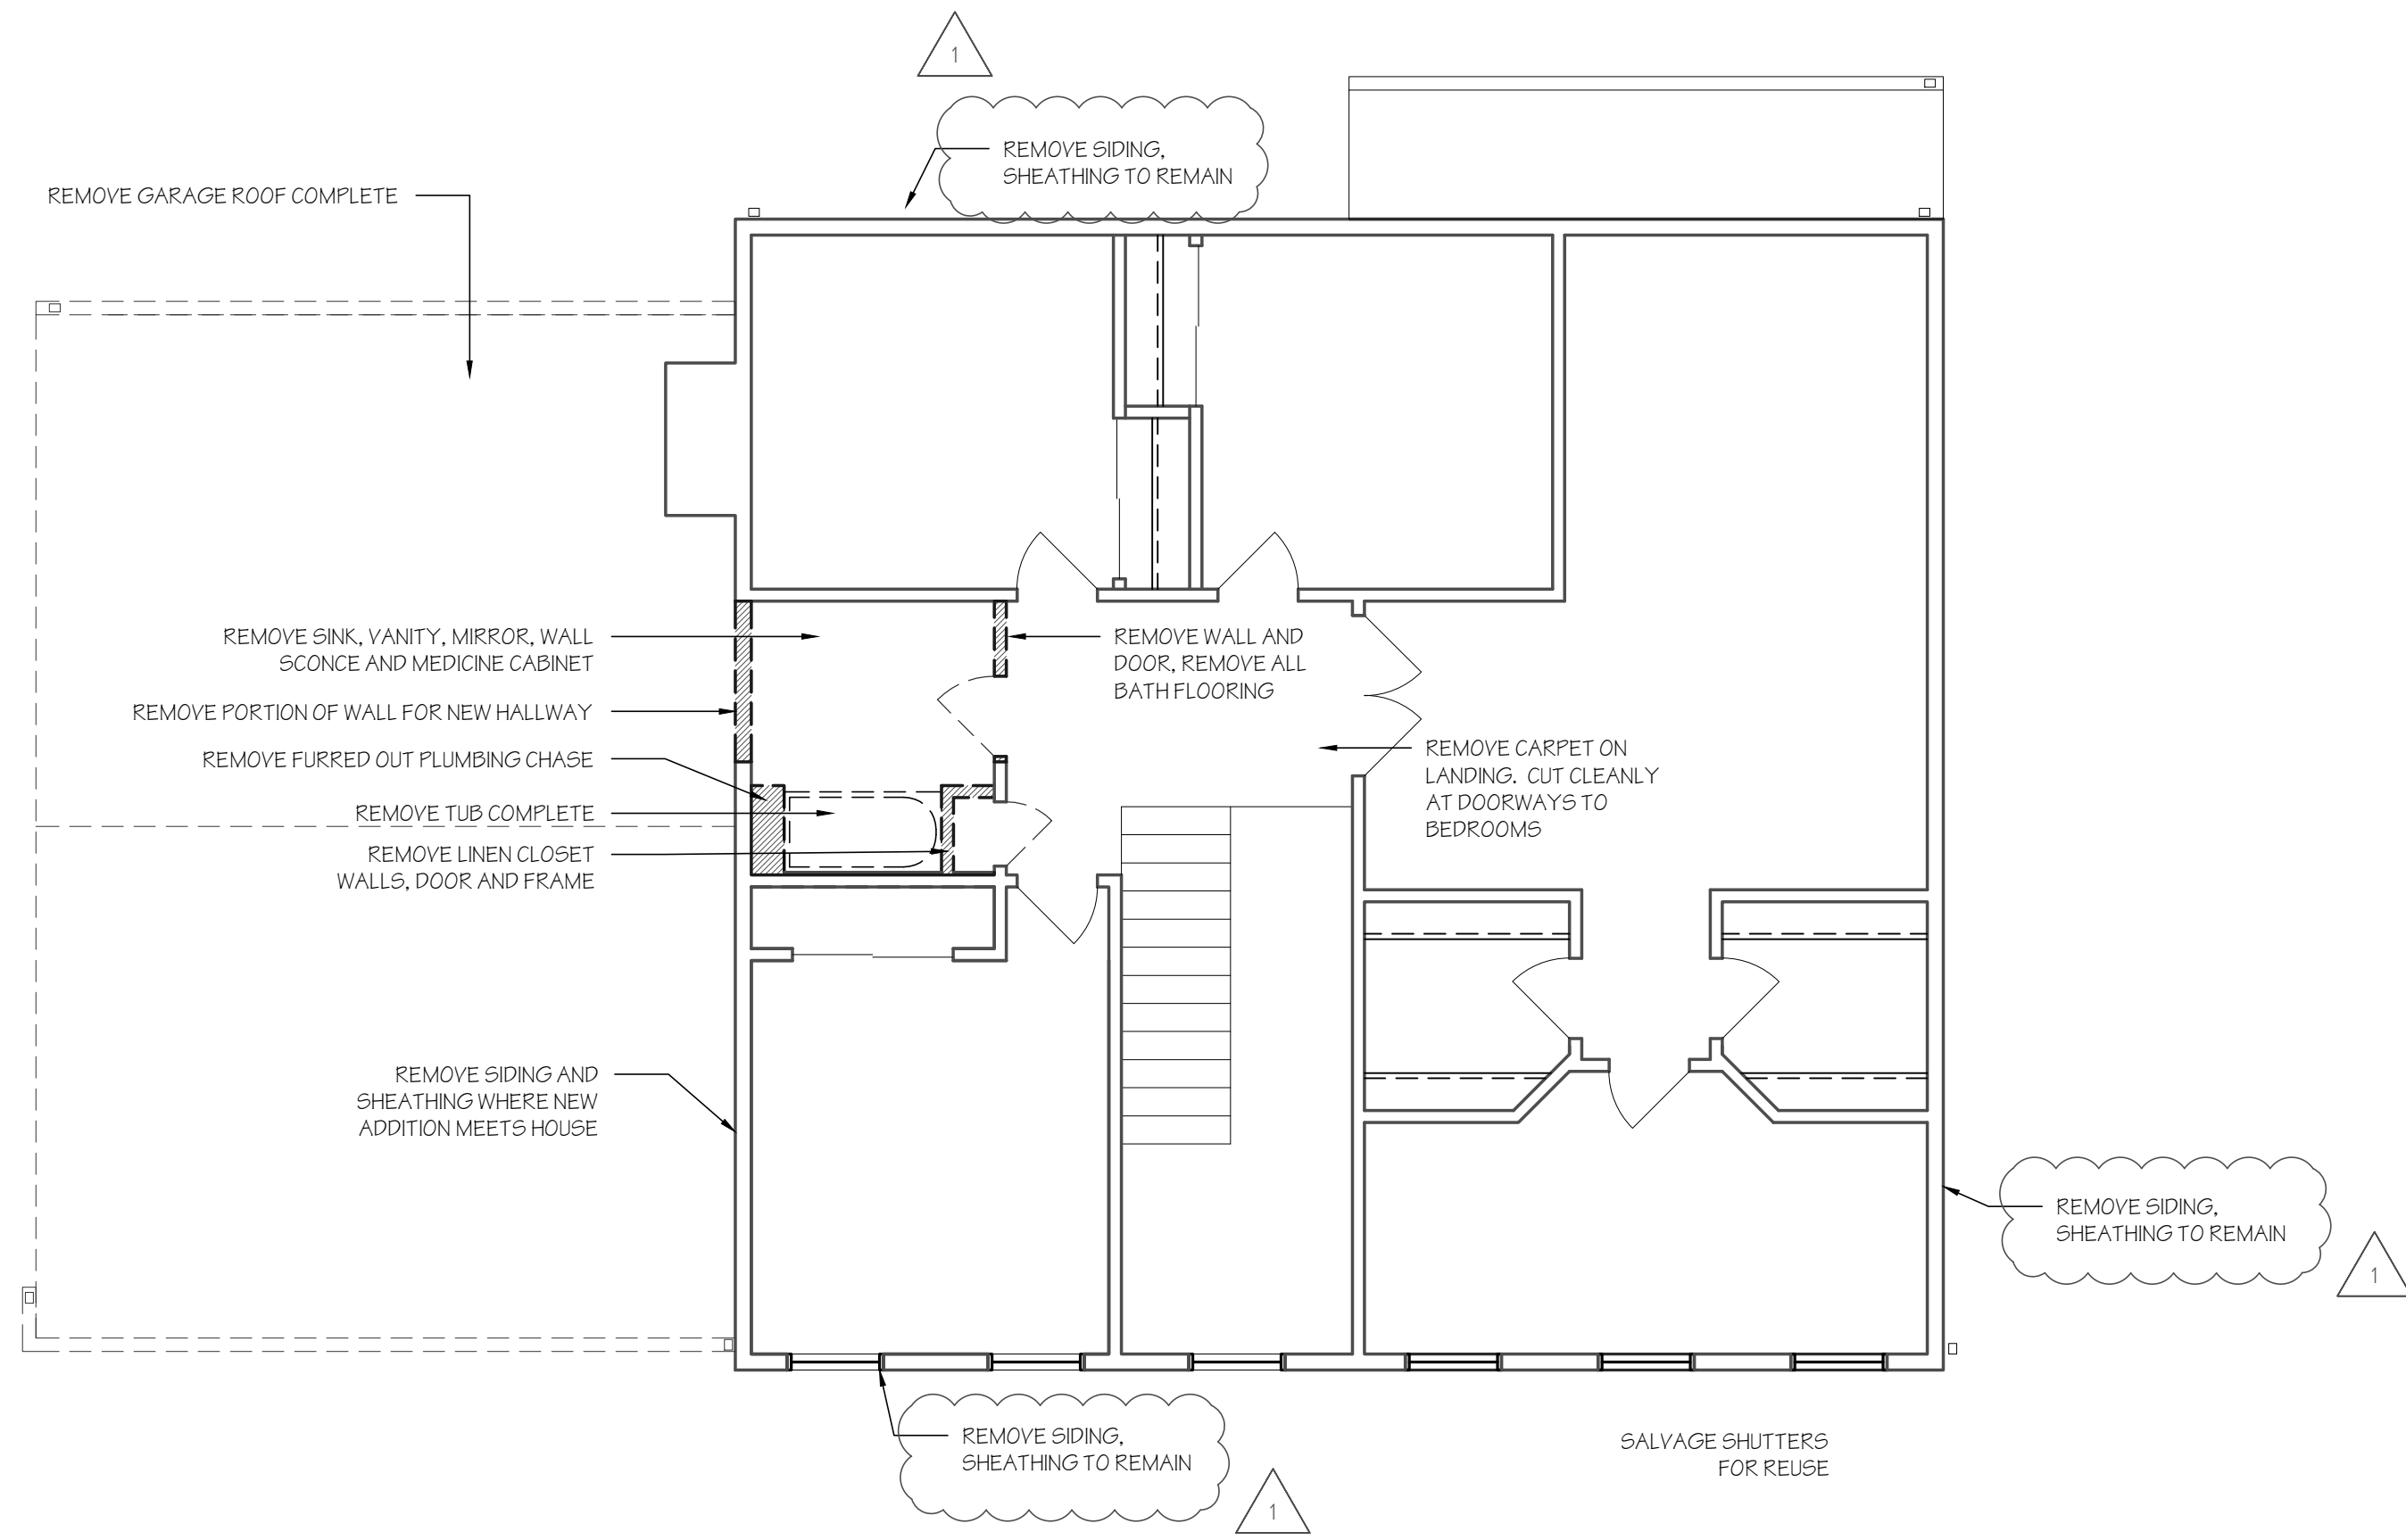 1
REMOVE SIDING,
SHEATHING TO REMAIN
REMOVE GARAGE ROOF COMPLETE
REMOVE SINK, VANITY, MIRROR, WALL
SCONCE AND MEDICINE CABINET
REMOVE WALL AND
DOOR, REMOVE ALL
BATH FLOORING
REMOVE PORTION OF WALL FOR NEW HALLWAY
REMOVE FURRED OUT PLUMBING CHASE
REMOVE CARPET ON
LANDING. CUT CLEANLY
AT DOORWAYS TO
BEDROOMS
REMOVE TUB COMPLETE
REMOVE LINEN CLOSET
WALLS, DOOR AND FRAME
REMOVE SIDING AND
SHEATHING WHERE NEW
ADDITION MEETS HOUSE
REMOVE SIDING,
SHEATHING TO REMAIN
1
REMOVE SIDING,
SHEATHING TO REMAIN
1
SALVAGE SHUTTERS
FOR REUSE